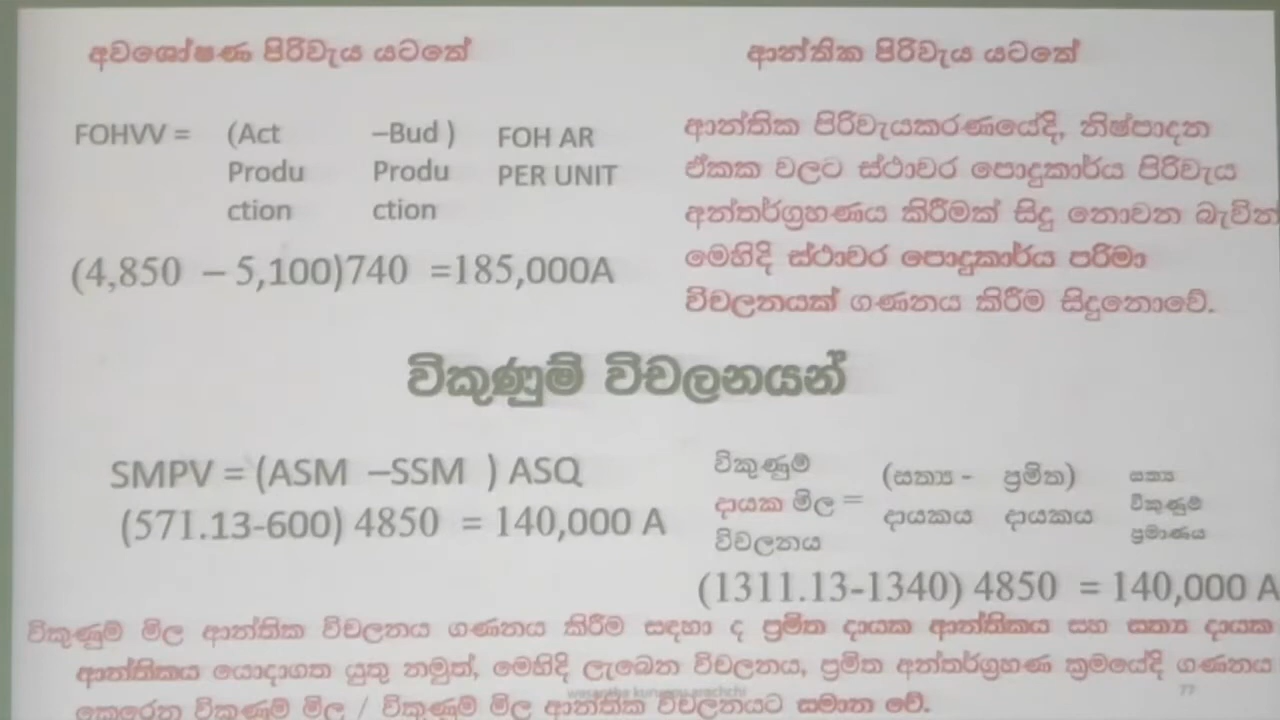 අවශෝෂණ පිරිවැය යටතේ
FOHVV = (Act –Bud ) FOH AR
Produ Produ PER UNIT
ction ction
(4,850 – 5,100)740 =185,000A
ආන්තික පිරිවැය යටතේ
ආන්තික පිරිවැයකරණයේදී, නිෂ්පාදන
ඒකක වලට ස්ථාවර පොදුකාර්ය පිරිවැය
අන්තර්ග්‍රහණය කිරීමක් සිදු නොවන බැවින්
මෙහිදී ස්ථාවර පොදුකාර්ය පරිමා
විචලනයක් ගණනය කිරීම සිදුනොවේ.
විකුණුම් විචලනයන්
SMPV = (ASM –SSM ) ASQ
(571.13-600) 4850 = 140,000 A
විකුණුම් (සත්‍ය - ප්‍රමිත) සත්‍ය
දායක මිල = දායකය දායකය විකුණුම්
විචලනය ප්‍රමාණය
(1311.13-1340) 4850 = 140,000 A
විකුණුම් මිල ආන්තික විචලනය ගණනය කිරීම සඳහා ද ප්‍රමිත දායක ආන්තිකය සහ සත්‍ය දායක
ආන්තිකය යොදාගත යුතු නමුත්, මෙහිදී ලැබෙන විචලනය, ප්‍රමිත අන්තර්ග්‍රහණ ක්‍රමයේදී ගණනය
කෙරෙන විකුණුම් මිල / විකුණුම් මිල ආන්තික විචලනයට සමාන වේ.
77